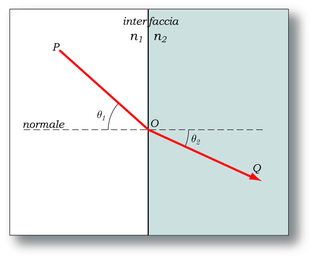 interfaccia
n₁ n₂
P
θ₁
normale
O
θ₂
Q